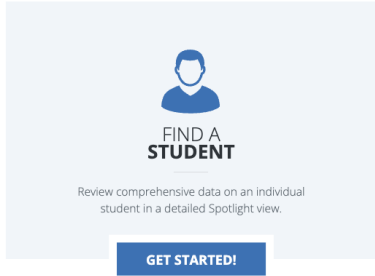 FIND A
STUDENT
Review comprehensive data on an individual
student in a detailed Spotlight view.
GET STARTED!